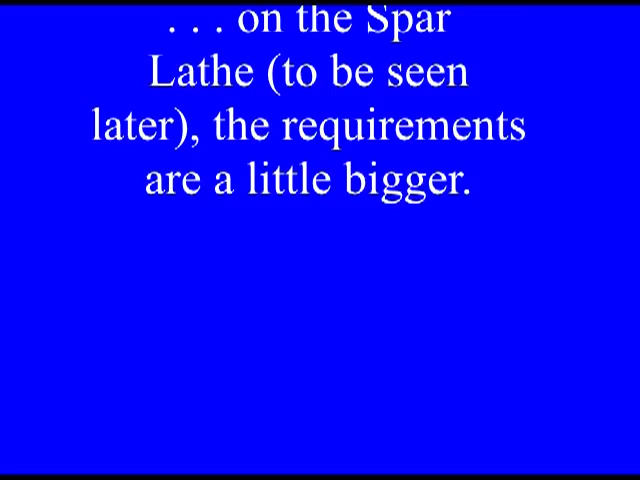 . . . on the Spar
Lathe (to be seen
later), the requirements
are a little bigger.